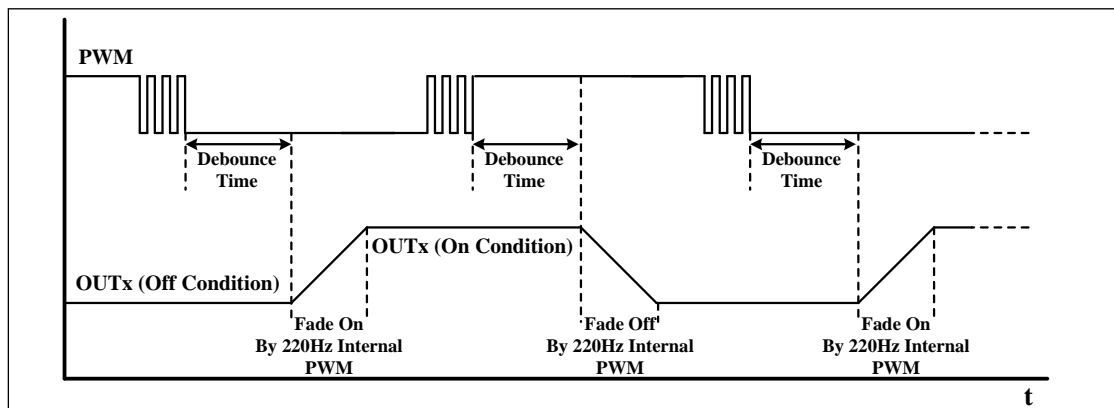 PWM
Debounce
Time
Debounce
Time
Debounce
Time
OUTx (On Condition)
OUTx (Off Condition)
Fade On
By 220Hz Internal
PWM
Fade Off
By 220Hz Internal
PWM
Fade On
By 220Hz Internal
PWM
t